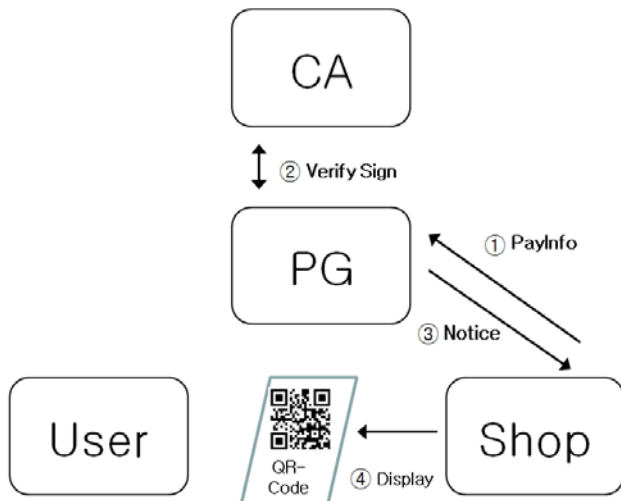 CA
② Verify Sign
PG
① PayInfo
③ Notice
User
QR-
Code
④ Display
Shop